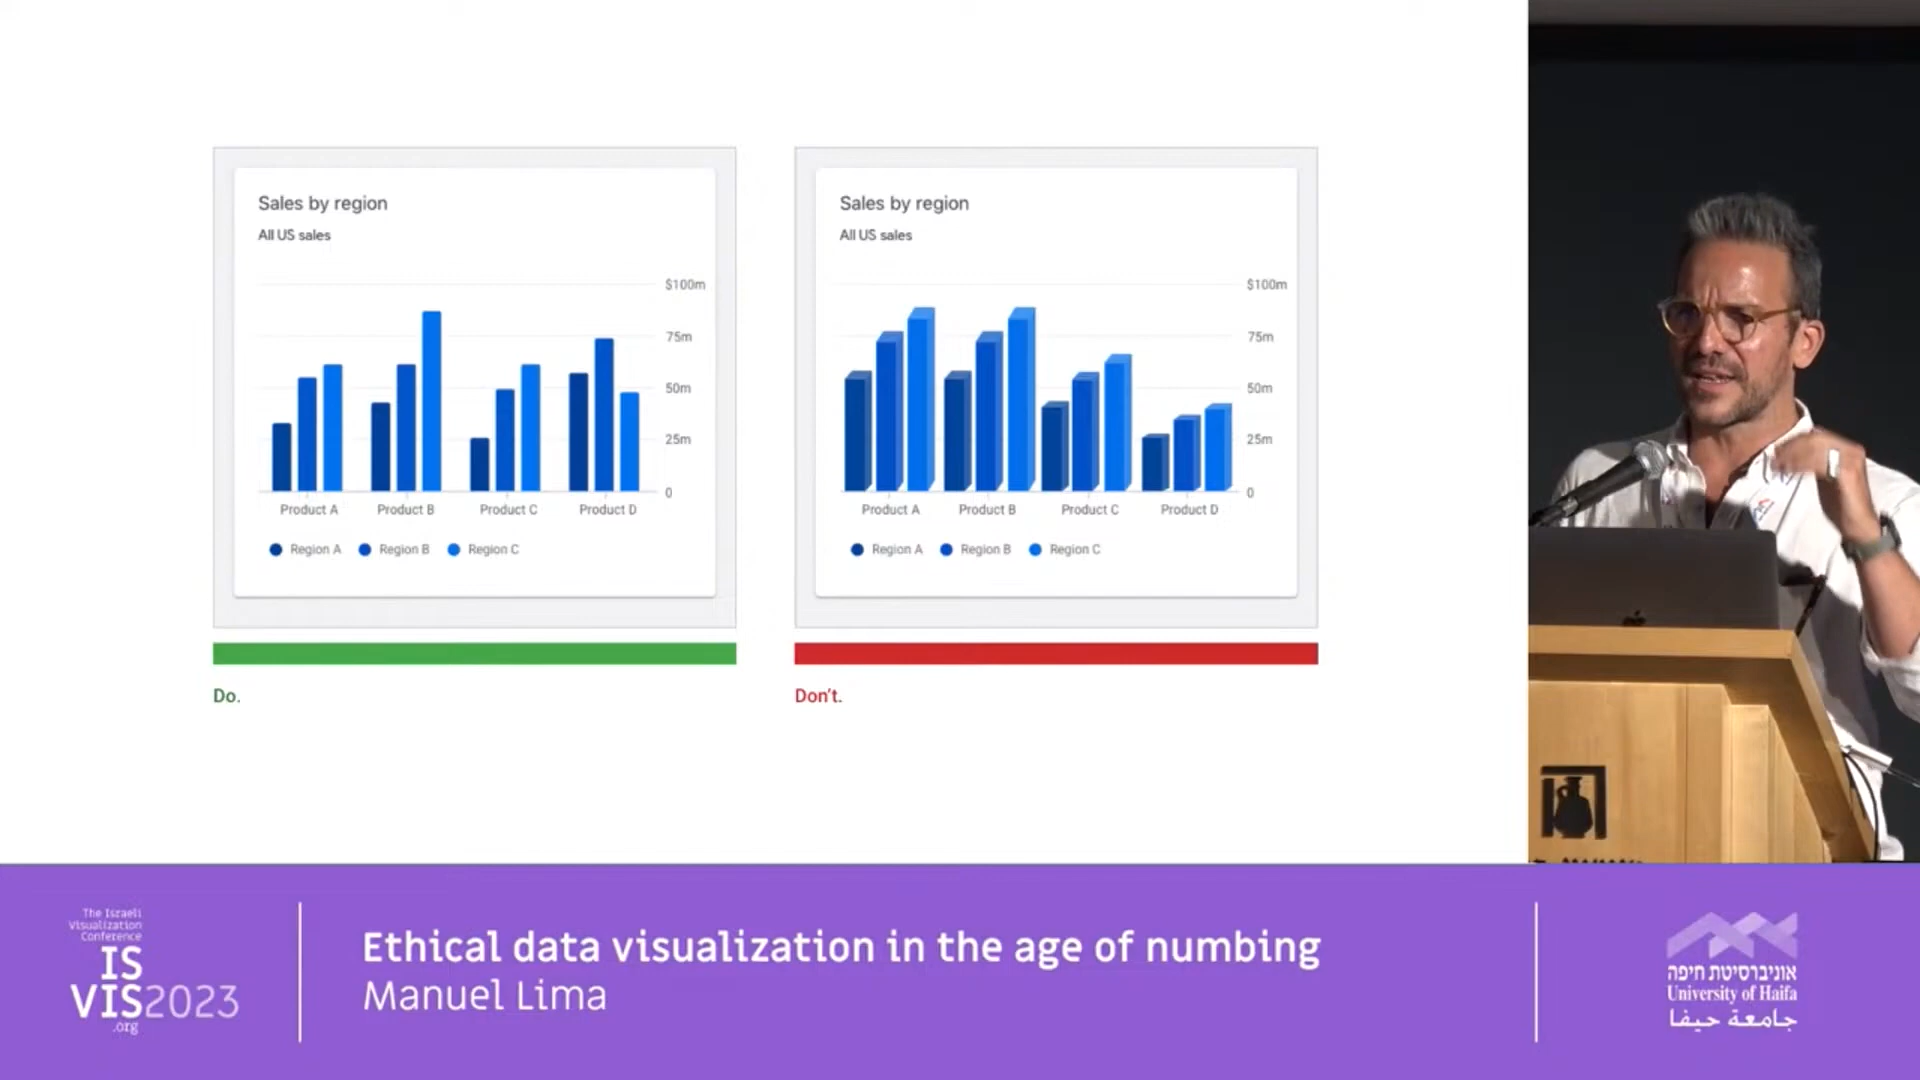 Sales by region
All US sales
$100m
75m
50m
25m
0
Product A
Product B
Product C
Product D
Region A
Region B
Region C
Do.
Sales by region
All US sales
$100m
75m
50m
25m
0
Product A
Product B
Product C
Product D
Region A
Region B
Region C
Don't.
The Israeli
Visualization
Conference
IS
VIS2023
.org
Ethical data visualization in the age of numbing
Manuel Lima
אוניברסיטת חיפה
University of Haifa
جامعة حيفا